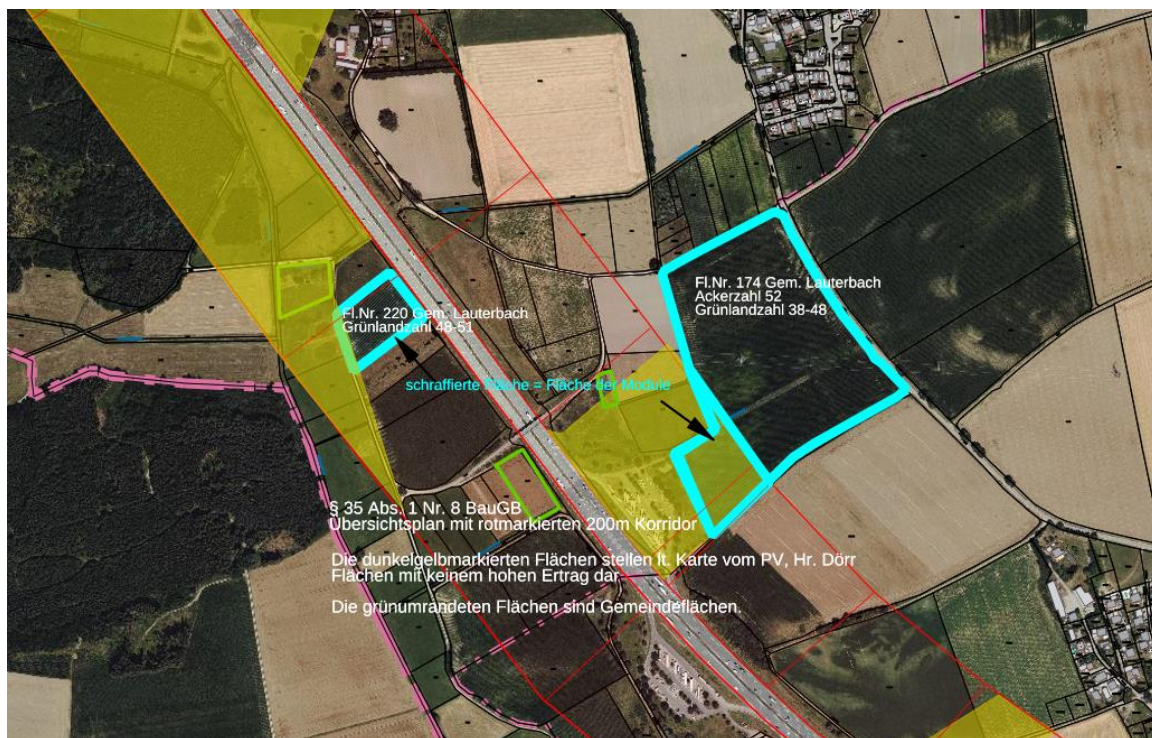 Fl.Nr. 174 Gem. Lauterbach
Ackerzahl 52
Grünlandzahl 38-48
Fl.Nr. 220 Gem. Lauterbach
Grünlandzahl 48-51
schraffierte Fläche = Fläche der Module
§ 35 Abs. 1 Nr. 8 BauGB
Übersichtsplan mit rotmarkierten 200m Korridor
Die dunkelgelbmarkierten Flächen stellen lt. Karte vom PV, Hr. Dörr
Flächen mit keinem hohen Ertrag dar
Die grünumrandeten Flächen sind Gemeindeflächen.